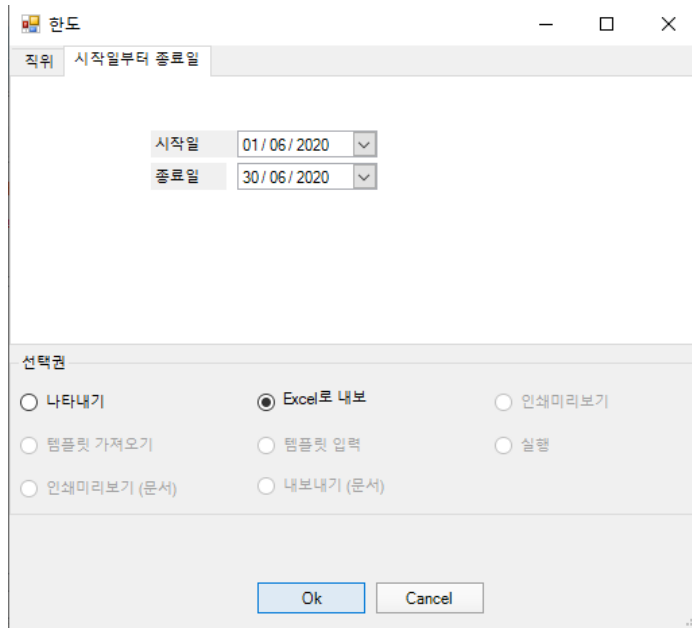 한도
직위 시작일부터 종료일
시작일 01/06/2020
종료일 30/06/2020
선택권
나타내기 Excel로 내보 인쇄미리보기
템플릿 가져오기 템플릿 입력 실행
인쇄미리보기 (문서) 내보내기 (문서)
Ok Cancel